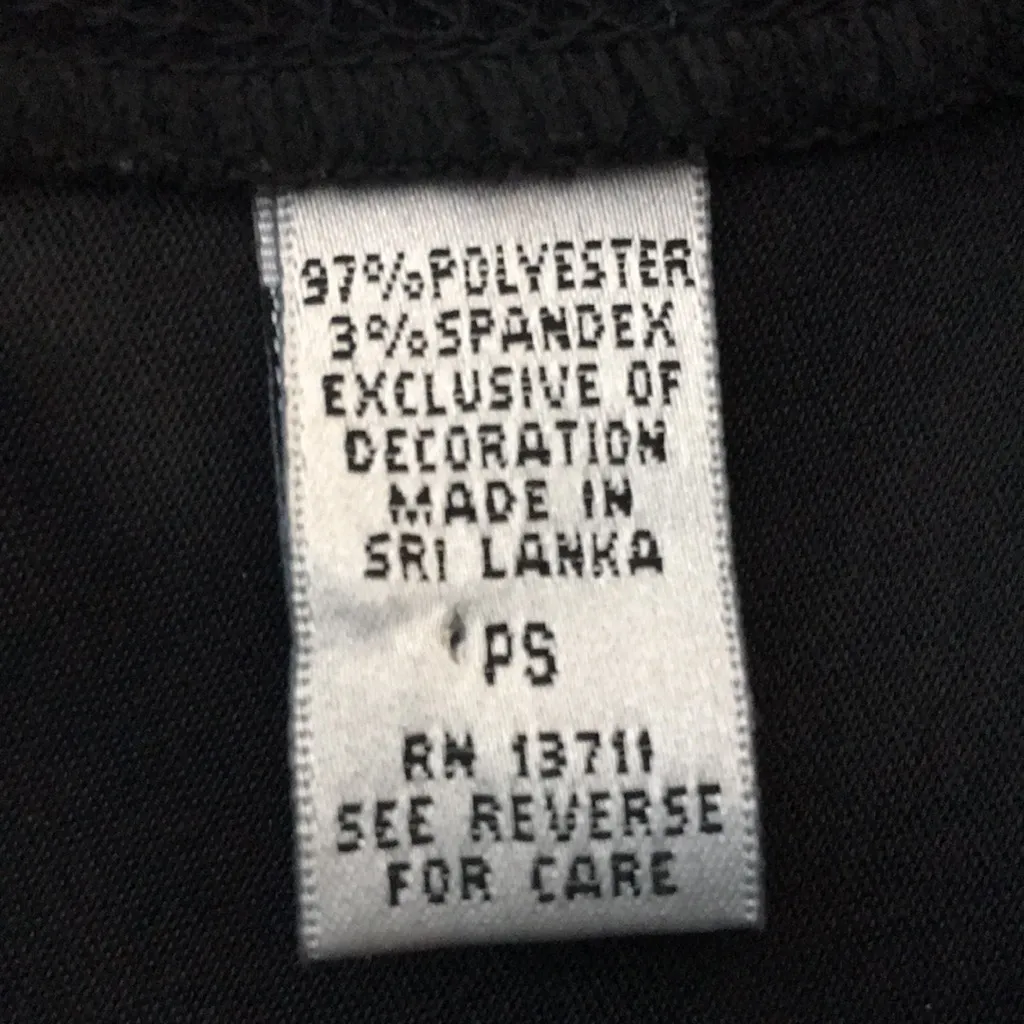 97% POLYESTER
3% SPANDEX
EXCLUSIVE OF
DECORATION
MADE IN
SRI LANKA
PS
RN 13711
SEE REVERSE
FOR CARE